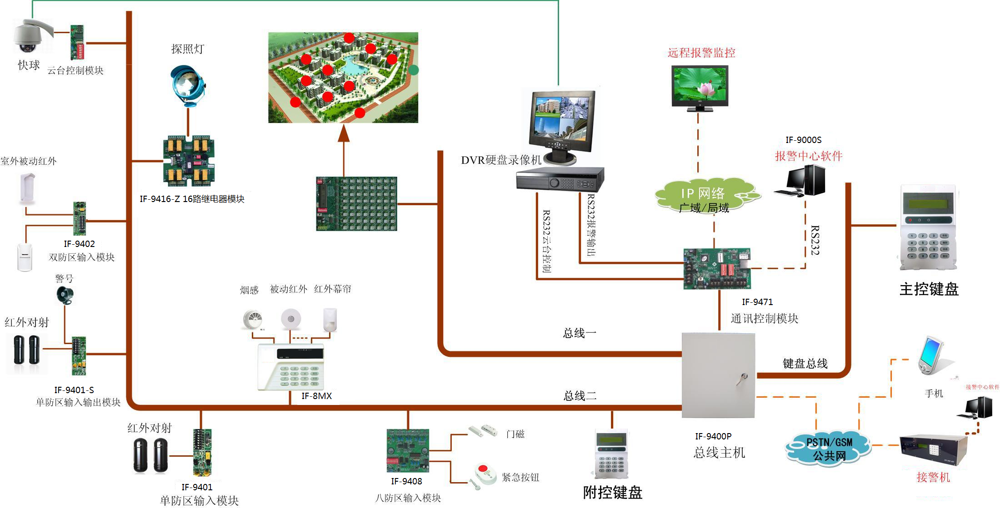 快球
云台控制模块
探照灯
IF-9416-Z 16路继电器模块
室外被动红外
IF-9402
双防区输入模块
警号
红外对射
IF-9401-S
单防区输入输出模块
红外对射
IF-9401
单防区输入模块
烟感
被动红外
红外幕帘
IF-8MX
IF-9408
八防区输入模块
门磁
紧急按钮
附控键盘
DVR硬盘录像机
RS232云台控制
RS232报警输出
远程报警监控
IP 网络
广域/局域
IF-9000S
报警中心软件
RS232
IF-9471
通讯控制模块
总线一
总线二
键盘总线
IF-9400P
总线主机
主控键盘
手机
接警中心软件
PSTN/GSM
公共网
接警机